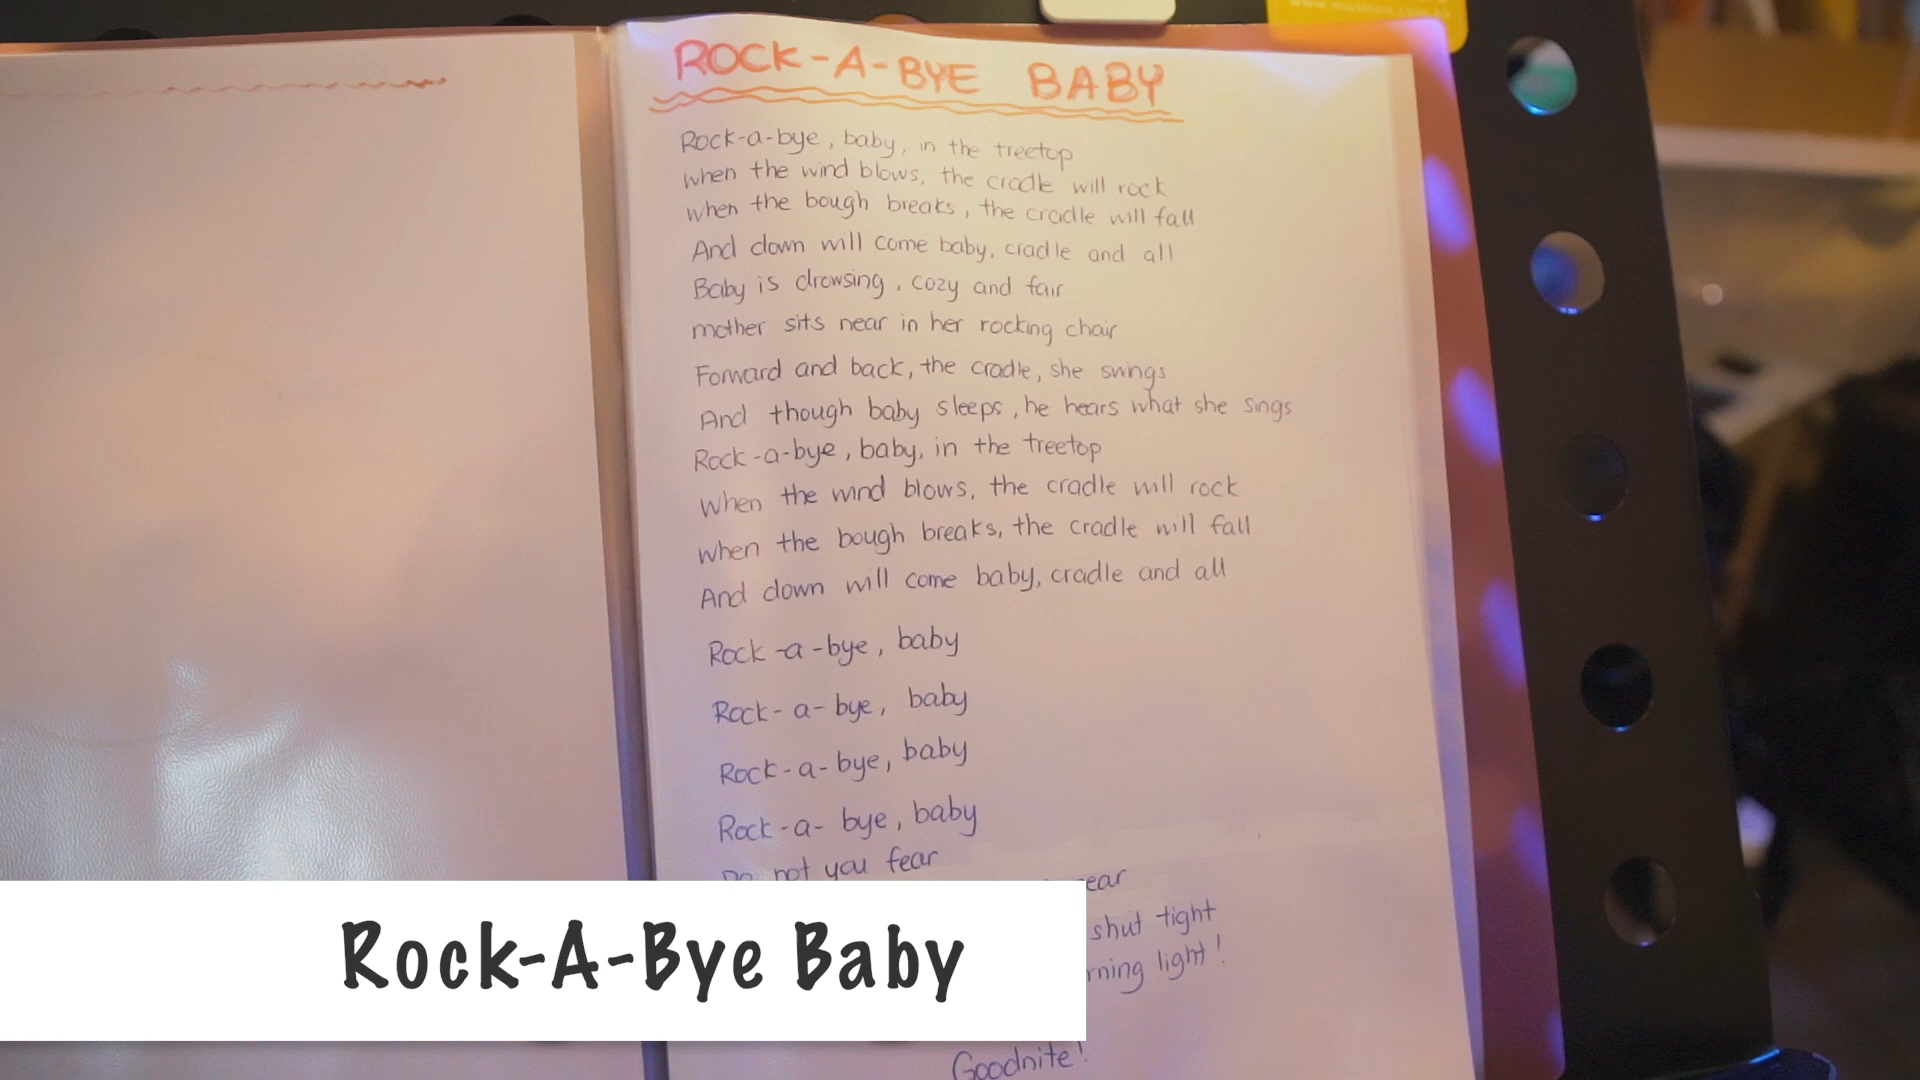 ROCK-A-BYE BABY
Rock-a-bye, baby, in the treetop
when the wind blows, the cradle will rock
when the bough breaks, the cradle will fall
And down will come baby, cradle and all
Baby is drowsing, cozy and fair
mother sits near in her rocking chair
Forward and back, the cradle, she swings
And though baby sleeps, he hears what she sings
Rock-a-bye, baby, in the treetop
When the wind blows, the cradle will rock
when the bough breaks, the cradle will fall
And down will come baby, cradle and all
Rock-a-bye, baby
Rock-a-bye, baby
Rock-a-bye, baby
Rock-a-bye, baby
Do not you fear
shut tight
light!
Goodnite!
Rock-A-Bye Baby